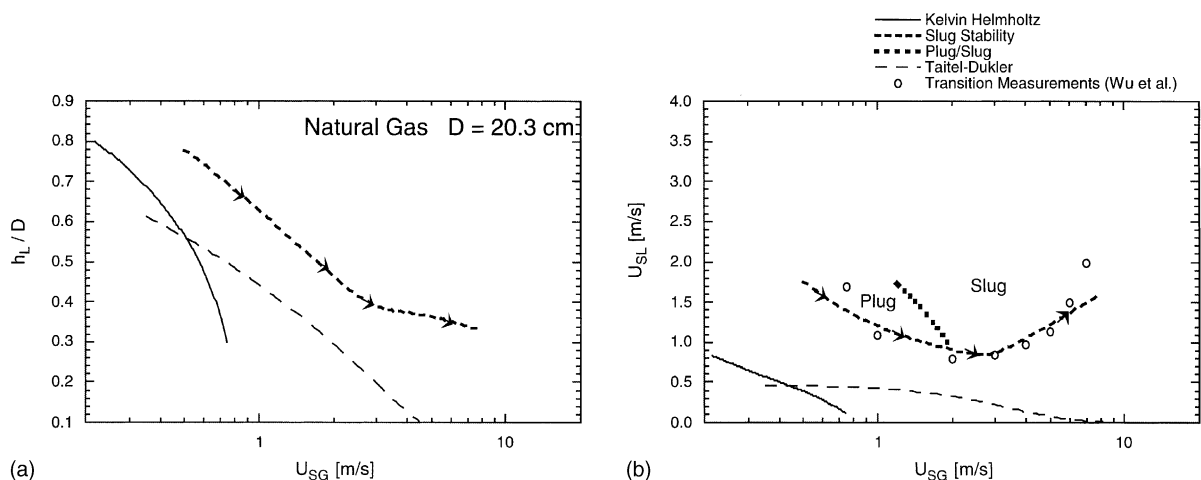 Kelvin Helmholtz
Slug Stability
Plug/Slug
Taitel-Dukler
Transition Measurements (Wu et al.)
0.9
0.8
0.7
0.6
0.5
0.4
0.3
0.2
0.1
h_L / D
Natural Gas D = 20.3 cm
1
10
U_SG [m/s]
(a)
4.0
3.5
3.0
2.5
2.0
1.5
1.0
0.5
0.0
U_SL [m/s]
Plug
Slug
1
10
U_SG [m/s]
(b)